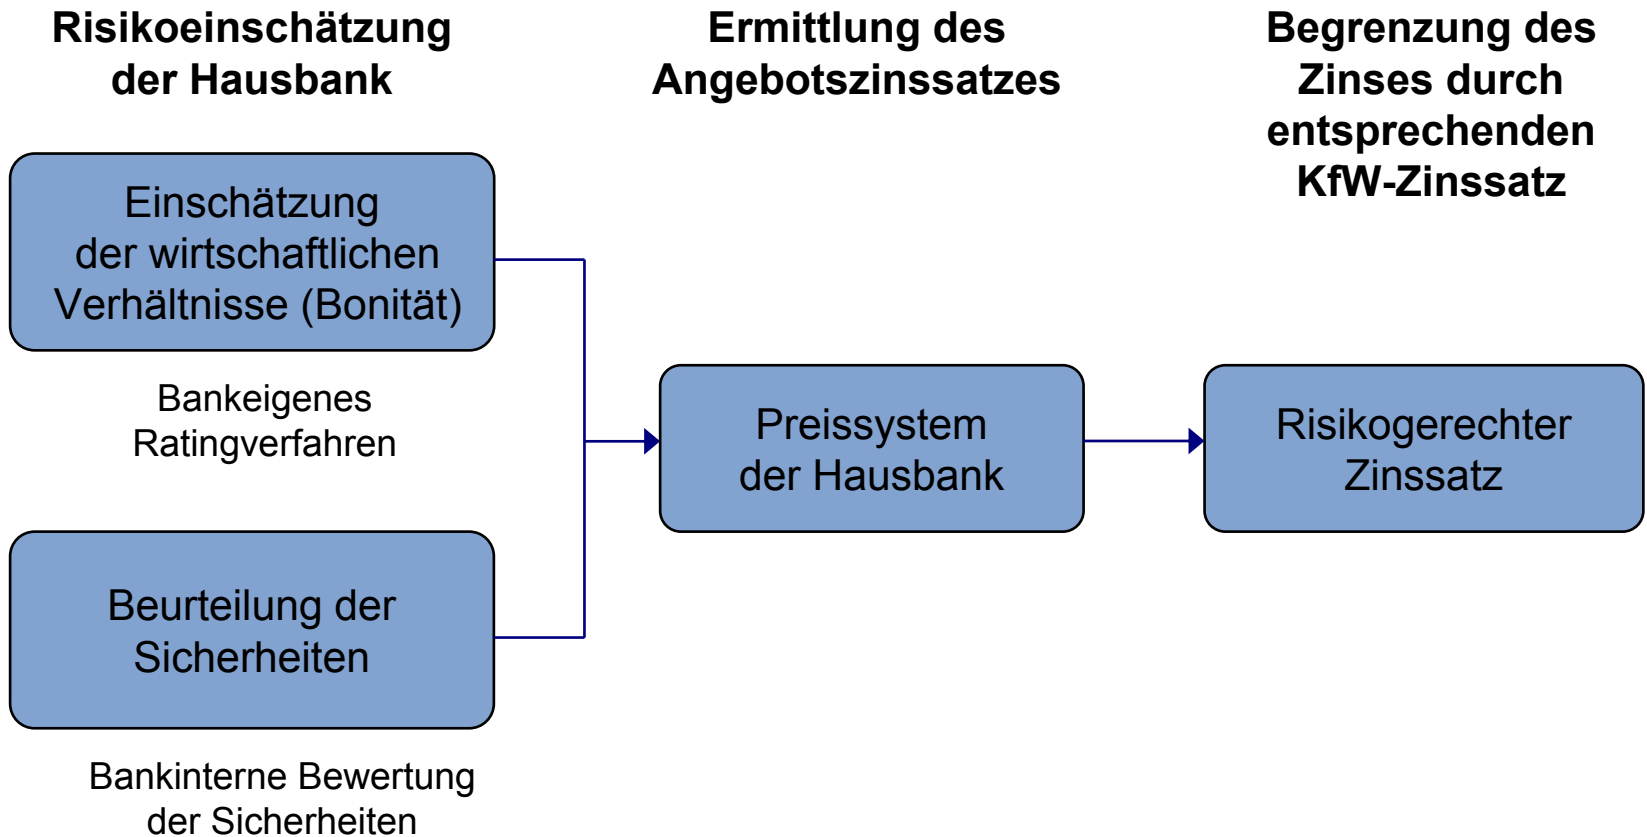 Risikoeinschätzung
der Hausbank
Ermittlung des
Angebotszinssatzes
Begrenzung des
Zinses durch
entsprechenden
KfW-Zinssatz
Einschätzung
der wirtschaftlichen
Verhältnisse (Bonität)
Bankeigenes
Ratingverfahren
Beurteilung der
Sicherheiten
Bankinterne Bewertung
der Sicherheiten
Preissystem
der Hausbank
Risikogerechter
Zinssatz